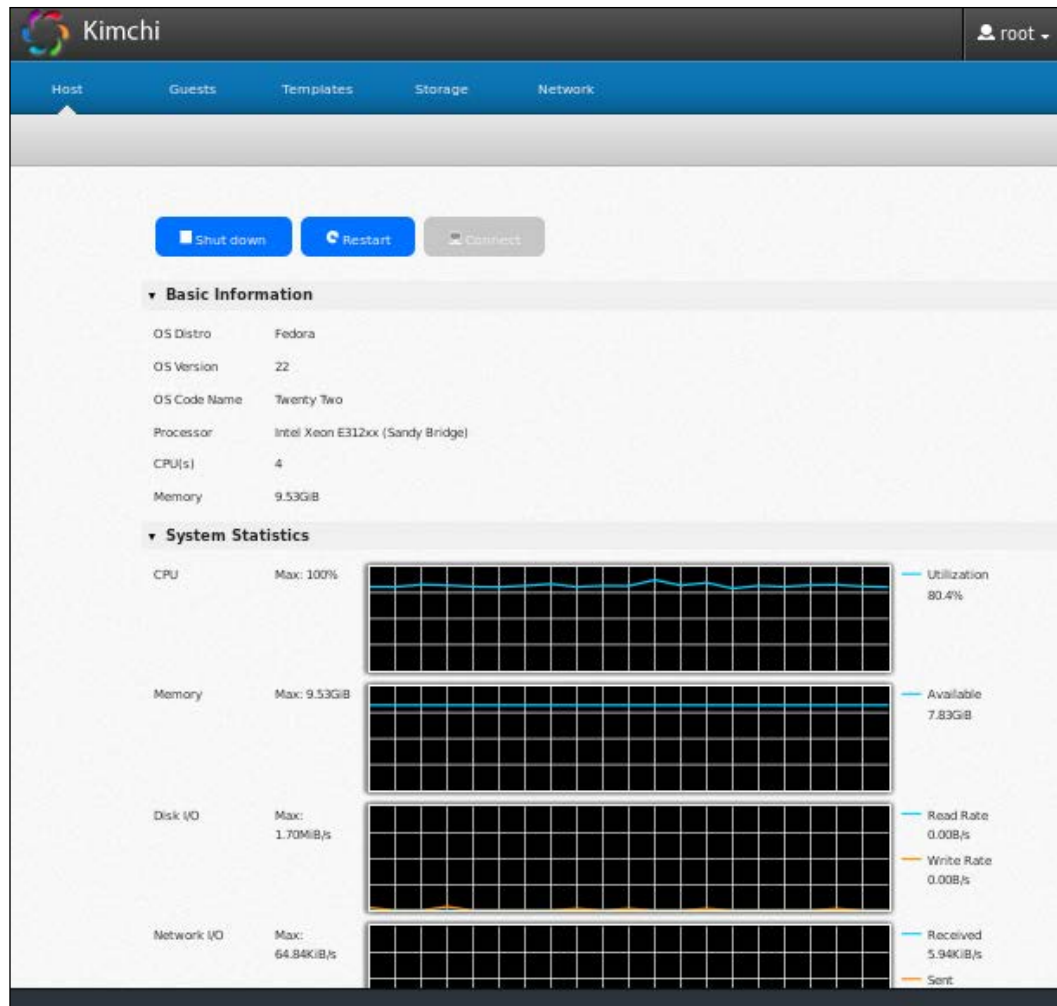 Kimchi
root
Host Guests Templates Storage Network
Shut down Restart Connect
Basic Information
OS Distro Fedora
OS Version 22
OS Code Name Twenty Two
Processor Intel Xeon E312xx (Sandy Bridge)
CPU(s) 4
Memory 9.53GiB
System Statistics
CPU Max: 100% Utilization
80.4%
Memory Max: 9.53GiB Available
7.83GiB
Disk I/O Max: Read Rate
1.70MiB/s 0.00B/s
Write Rate
0.00B/s
Network I/O Max: Received
64.84KiB/s 5.94KiB/s
Sent